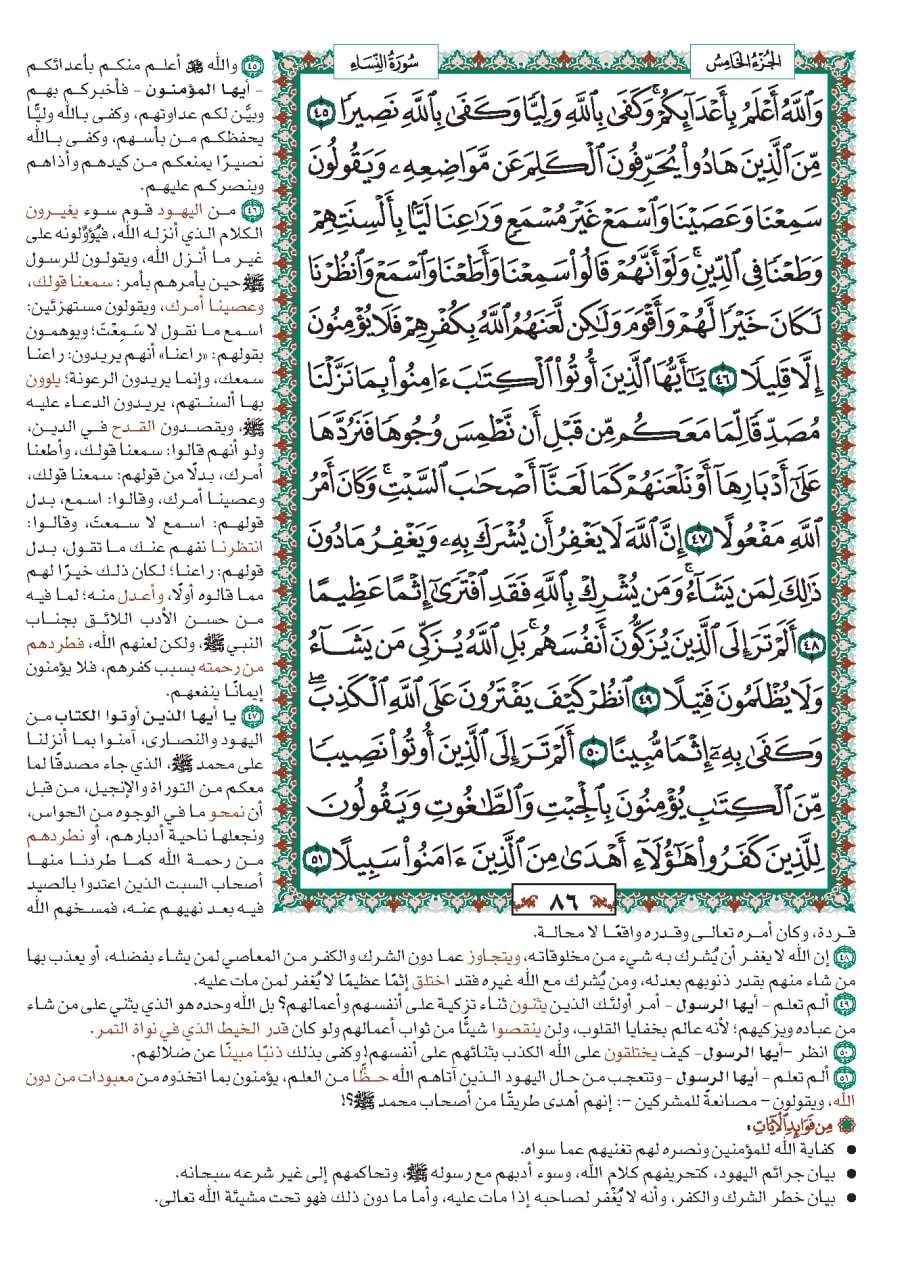 الجُزْءُ الخَامِسُ
سُورَةُ النِّسَاءِ
وَٱللَّهُ أَعْلَمُ بِأَعْدَآئِكُمْۚ وَكَفَىٰ بِٱللَّهِ وَلِيًّا وَكَفَىٰ بِٱللَّهِ نَصِيرًا ٤٥
مِّنَ ٱلَّذِينَ هَادُوا۟ يُحَرِّفُونَ ٱلْكَلِمَ عَن مَّوَاضِعِهِۦ وَيَقُولُونَ
سَمِعْنَا وَعَصَيْنَا وَٱسْمَعْ غَيْرَ مُسْمَعٍ وَرَٰعِنَا لَيًّۢا بِأَلْسِنَتِهِمْ
وَطَعْنًا فِى ٱلدِّينِۚ وَلَوْ أَنَّهُمْ قَالُوا۟ سَمِعْنَا وَأَطَعْنَا وَٱسْمَعْ وَٱنظُرْنَا
لَكَانَ خَيْرًا لَّهُمْ وَأَقْوَمَ وَلَٰكِن لَّعَنَهُمُ ٱللَّهُ بِكُفْرِهِمْ فَلَا يُؤْمِنُونَ
إِلَّا قَلِيلًا ٤٦ يَٰٓأَيُّهَا ٱلَّذِينَ أُوتُوا۟ ٱلْكِتَٰبَ ءَامِنُوا۟ بِمَا نَزَّلْنَا
مُصَدِّقًا لِّمَا مَعَكُم مِّن قَبْلِ أَن نَّطْمِسَ وُجُوهًا فَنَرُدَّهَا
عَلَىٰٓ أَدْبَارِهَآ أَوْ نَلْعَنَهُمْ كَمَا لَعَنَّآ أَصْحَٰبَ ٱلسَّبْتِۚ وَكَانَ أَمْرُ
ٱللَّهِ مَفْعُولًا ٤٧ إِنَّ ٱللَّهَ لَا يَغْفِرُ أَن يُشْرَكَ بِهِۦ وَيَغْفِرُ مَا دُونَ
ذَٰلِكَ لِمَن يَشَآءُۚ وَمَن يُشْرِكْ بِٱللَّهِ فَقَدِ ٱفْتَرَىٰٓ إِثْمًا عَظِيمًا
٤٨ أَلَمْ تَرَ إِلَى ٱلَّذِينَ يُزَكُّونَ أَنفُسَهُمۚ بَلِ ٱللَّهُ يُزَكِّى مَن يَشَآءُ
وَلَا يُظْلَمُونَ فَتِيلًا ٤٩ ٱنظُرْ كَيْفَ يَفْتَرُونَ عَلَى ٱللَّهِ ٱلْكَذِبَۖ
وَكَفَىٰ بِهِۦٓ إِثْمًا مُّبِينًا ٥٠ أَلَمْ تَرَ إِلَى ٱلَّذِينَ أُوتُوا۟ نَصِيبًا
مِّنَ ٱلْكِتَٰبِ يُؤْمِنُونَ بِٱلْجِبْتِ وَٱلطَّٰغُوتِ وَيَقُولُونَ
لِلَّذِينَ كَفَرُوا۟ هَٰٓؤُلَآءِ أَهْدَىٰ مِنَ ٱلَّذِينَ ءَامَنُوا۟ سَبِيلًا ٥١
٨٦
٤٥ والله ﷻ أعلم منكم بأعدائكم
- أيها المؤمنون - فأخبركم بهم
وبيَّن لكم عداوتهم، وكفى بالله وليًّا
يحفظكم من بأسهم، وكفى بالله
نصيرًا يمنعكم من كيدهم وأذاهم
وينصركم عليهم.
٤٦ من اليهود قوم سوء يغيرون
الكلام الذي أنزله الله، فيُؤوِّلونه على
غير ما أنزل الله، ويقولون للرسول
ﷺ حين يأمرهم بأمر: سمعنا قولك،
وعصينا أمرك، ويقولون مستهزئين:
اسمع ما نقول لا سَمِعْتَ؛ ويوهمون
بقولهم: «راعنا» أنهم يريدون: راعنا
سمعك، وإنما يريدون الرعونة؛ يلوون
بها ألسنتهم، يريدون الدعاء عليه
ﷺ، ويقصدون القدح في الدين،
ولو أنهم قالوا: سمعنا قولك، وأطعنا
أمرك، بدلًا من قولهم: سمعنا قولك،
وعصينا أمرك، وقالوا: اسمع، بدل
قولهم: اسمع لا سمعتَ، وقالوا:
انتظرنا نفهم عنك ما تقول، بدل
قولهم: راعنا؛ لكان ذلك خيرًا لهم
مما قالوه أولًا، وأعدل منه؛ لما فيه
من حسن الأدب اللائق بجناب
النبي ﷺ، ولكن لعنهم الله، فطردهم
من رحمته بسبب كفرهم، فلا يؤمنون
إيمانًا ينفعهم.
٤٧ يا أيها الذين أوتوا الكتاب من
اليهود والنصارى، آمنوا بما أنزلنا
على محمد ﷺ، الذي جاء مصدقًا لما
معكم من التوراة والإنجيل، من قبل
أن نمحو ما في الوجوه من الحواس،
ونجعلها ناحية أدبارهم، أو نطردهم
من رحمة الله كما طردنا منها
أصحاب السبت الذين اعتدوا بالصيد
فيه بعد نهيهم عنه، فمسخهم الله
قردة، وكان أمره تعالى وقدره واقعًا لا محالة.
٤٨ إن الله لا يغفر أن يُشرك به شيء من مخلوقاته، ويتجاوز عما دون الشرك والكفر من المعاصي لمن يشاء بفضله، أو يعذب بها
من شاء منهم بقدر ذنوبهم بعدله، ومن يُشرك مع الله غيره فقد اختلق إثمًا عظيمًا لا يُغفر لمن مات عليه.
٤٩ ألم تعلم - أيها الرسول - أمر أولئك الذين يثنون ثناء تزكية على أنفسهم وأعمالهم؟ بل الله وحده هو الذي يثني على من شاء
من عباده ويزكيهم؛ لأنه عالم بخفايا القلوب، ولن ينقصوا شيئًا من ثواب أعمالهم ولو كان قدر الخيط الذي في نواة التمر.
٥٠ انظر -أيها الرسول- كيف يختلقون على الله الكذب بثنائهم على أنفسهم! وكفى بذلك ذنبًا مبينًا عن ضلالهم.
٥١ ألم تعلم - أيها الرسول - وتتعجب من حال اليهود الذين آتاهم الله حظًّا من العلم، يؤمنون بما اتخذوه من معبودات من دون
الله، ويقولون - مصانعةً للمشركين -: إنهم أهدى طريقًا من أصحاب محمد ﷺ؟!
مِن فَوَائِدِ الآيَاتِ:
• كفاية الله للمؤمنين ونصره لهم تغنيهم عما سواه.
• بيان جرائم اليهود، كتحريفهم كلام الله، وسوء أدبهم مع رسوله ﷺ، وتحاكمهم إلى غير شرعه سبحانه.
• بيان خطر الشرك والكفر، وأنه لا يُغْفر لصاحبه إذا مات عليه، وأما ما دون ذلك فهو تحت مشيئة الله تعالى.